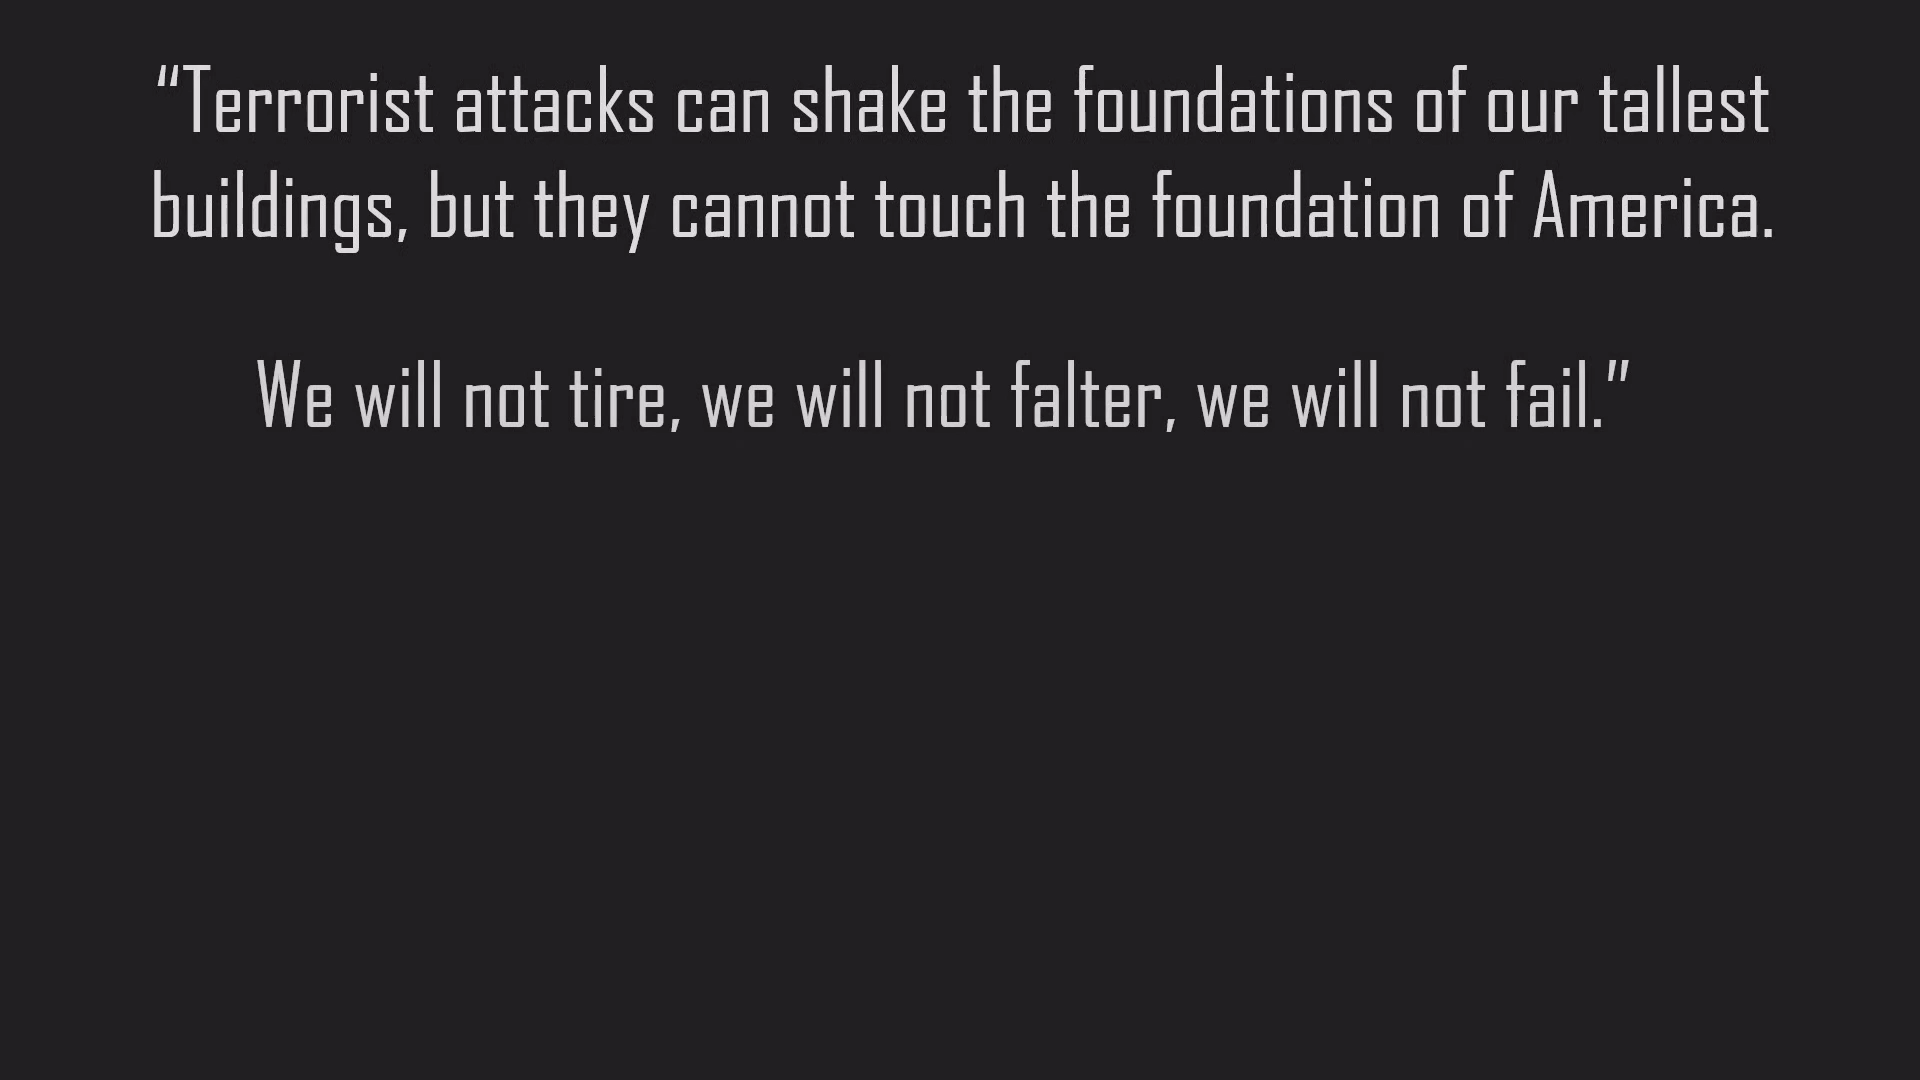 “Terrorist attacks can shake the foundations of our tallest
buildings, but they cannot touch the foundation of America.
We will not tire, we will not falter, we will not fail.”